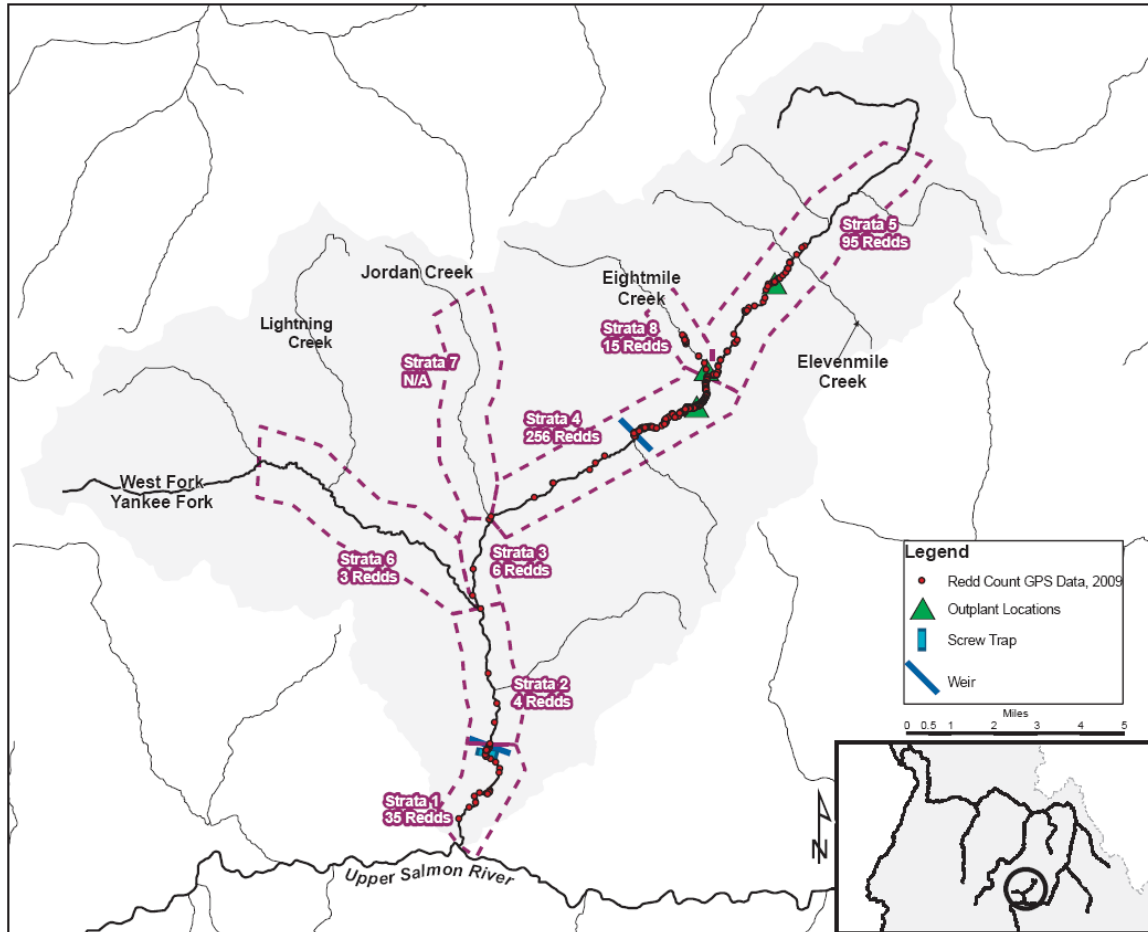 Strata 5
95 Redds
Jordan Creek
Eightmile
Creek
Lightning
Creek
Strata 8
15 Redds
Strata 7
N/A
Elevenmile
Creek
Strata 4
256 Redds
West Fork
Yankee Fork
Strata 3
6 Redds
Strata 6
3 Redds
Strata 2
4 Redds
Strata 1
35 Redds
Upper Salmon River
Legend
Redd Count GPS Data, 2009
Outplant Locations
Screw Trap
Weir
Miles
0 0.5 1 2 3 4 5
N